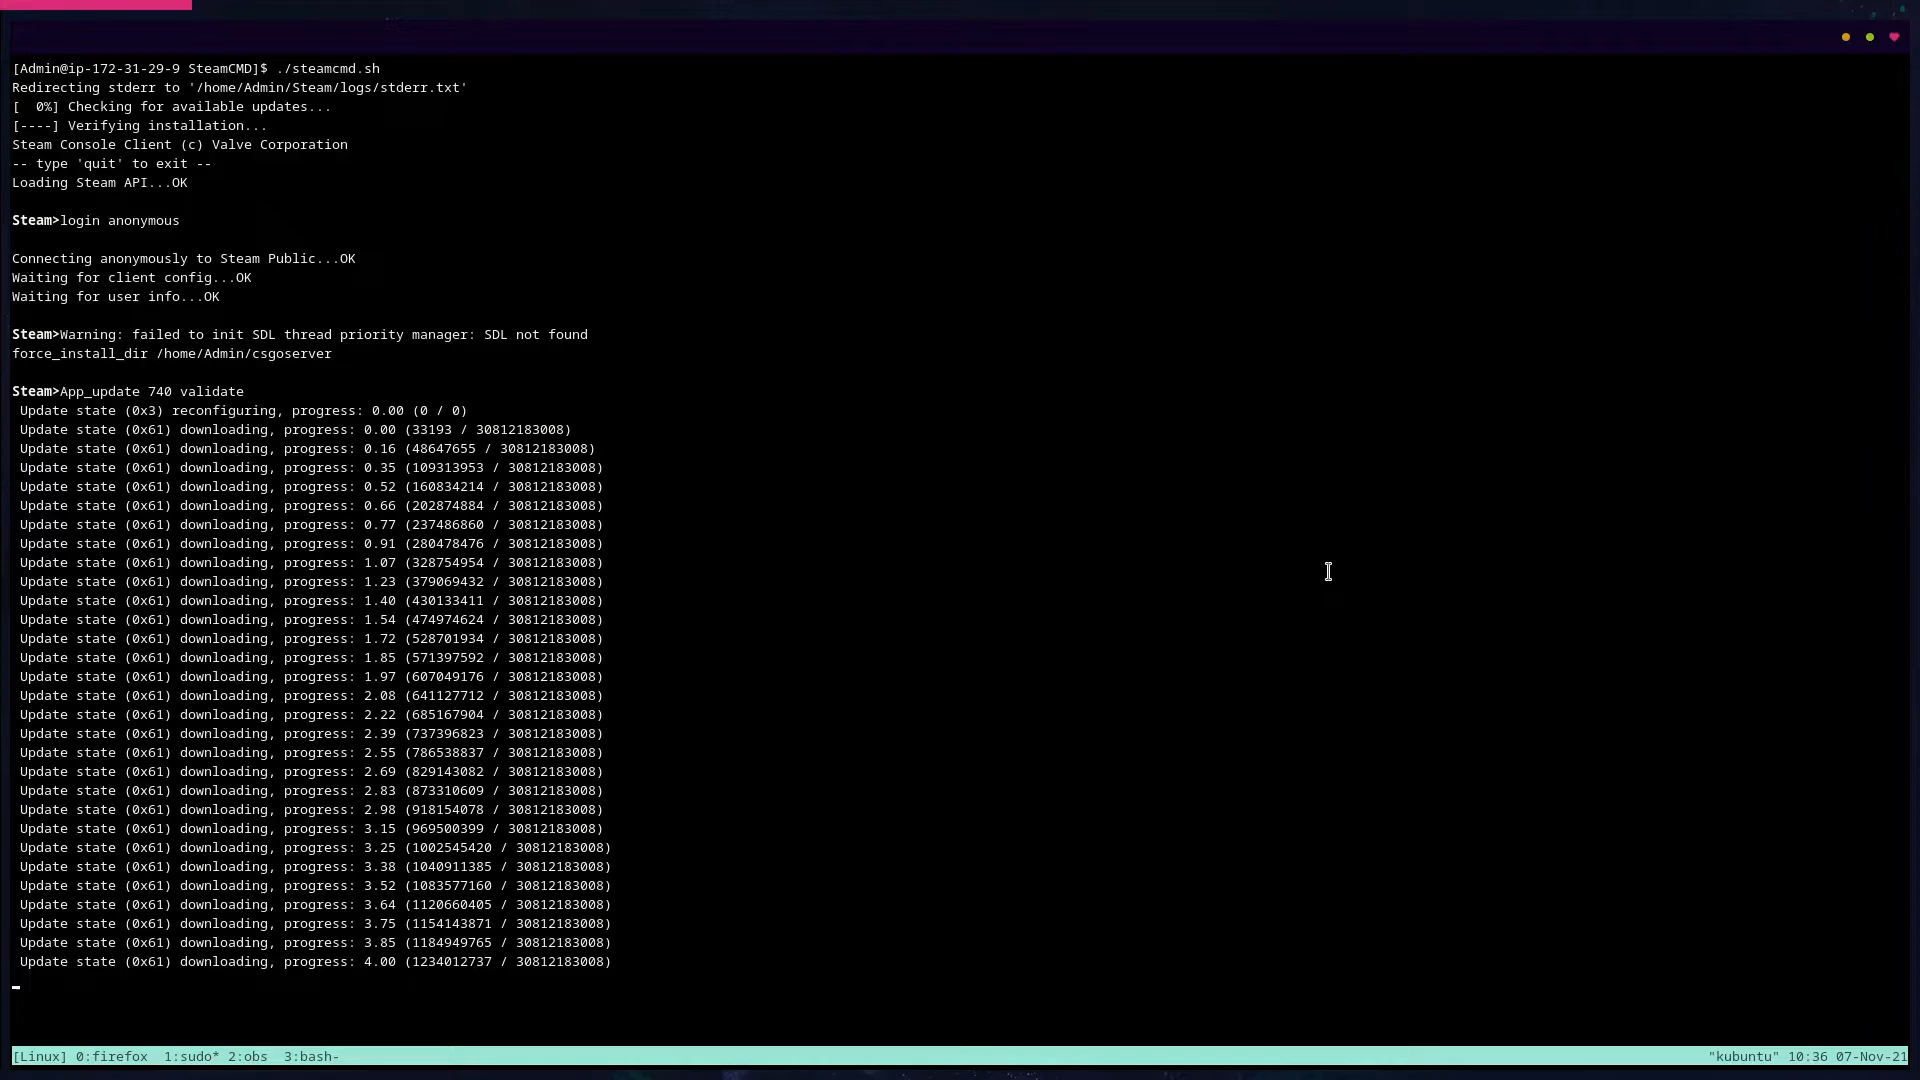 [Admin@ip-172-31-29-9 SteamCMD]$ ./steamcmd.sh
Redirecting stderr to '/home/Admin/Steam/logs/stderr.txt'
[  0%] Checking for available updates...
[----] Verifying installation...
Steam Console Client (c) Valve Corporation
-- type 'quit' to exit --
Loading Steam API...OK
Steam>login anonymous
Connecting anonymously to Steam Public...OK
Waiting for client config...OK
Waiting for user info...OK
Steam>Warning: failed to init SDL thread priority manager: SDL not found
force_install_dir /home/Admin/csgoserver
Steam>App_update 740 validate
Update state (0x3) reconfiguring, progress: 0.00 (0 / 0)
Update state (0x61) downloading, progress: 0.00 (33193 / 30812183008)
Update state (0x61) downloading, progress: 0.16 (48647655 / 30812183008)
Update state (0x61) downloading, progress: 0.35 (109313953 / 30812183008)
Update state (0x61) downloading, progress: 0.52 (160834214 / 30812183008)
Update state (0x61) downloading, progress: 0.66 (202874884 / 30812183008)
Update state (0x61) downloading, progress: 0.77 (237486860 / 30812183008)
Update state (0x61) downloading, progress: 0.91 (280478476 / 30812183008)
Update state (0x61) downloading, progress: 1.07 (328754954 / 30812183008)
Update state (0x61) downloading, progress: 1.23 (379069432 / 30812183008)
Update state (0x61) downloading, progress: 1.40 (430133411 / 30812183008)
Update state (0x61) downloading, progress: 1.54 (474974624 / 30812183008)
Update state (0x61) downloading, progress: 1.72 (528701934 / 30812183008)
Update state (0x61) downloading, progress: 1.85 (571397592 / 30812183008)
Update state (0x61) downloading, progress: 1.97 (607049176 / 30812183008)
Update state (0x61) downloading, progress: 2.08 (641127712 / 30812183008)
Update state (0x61) downloading, progress: 2.22 (685167904 / 30812183008)
Update state (0x61) downloading, progress: 2.39 (737396823 / 30812183008)
Update state (0x61) downloading, progress: 2.55 (786538837 / 30812183008)
Update state (0x61) downloading, progress: 2.69 (829143082 / 30812183008)
Update state (0x61) downloading, progress: 2.83 (873310609 / 30812183008)
Update state (0x61) downloading, progress: 2.98 (918154078 / 30812183008)
Update state (0x61) downloading, progress: 3.15 (969500399 / 30812183008)
Update state (0x61) downloading, progress: 3.25 (1002545420 / 30812183008)
Update state (0x61) downloading, progress: 3.38 (1040911385 / 30812183008)
Update state (0x61) downloading, progress: 3.52 (1083577160 / 30812183008)
Update state (0x61) downloading, progress: 3.64 (1120660405 / 30812183008)
Update state (0x61) downloading, progress: 3.75 (1154143871 / 30812183008)
Update state (0x61) downloading, progress: 3.85 (1184949765 / 30812183008)
Update state (0x61) downloading, progress: 4.00 (1234012737 / 30812183008)
[Linux] 0:firefox  1:sudo* 2:obs  3:bash- "kubuntu" 10:36 07-Nov-21